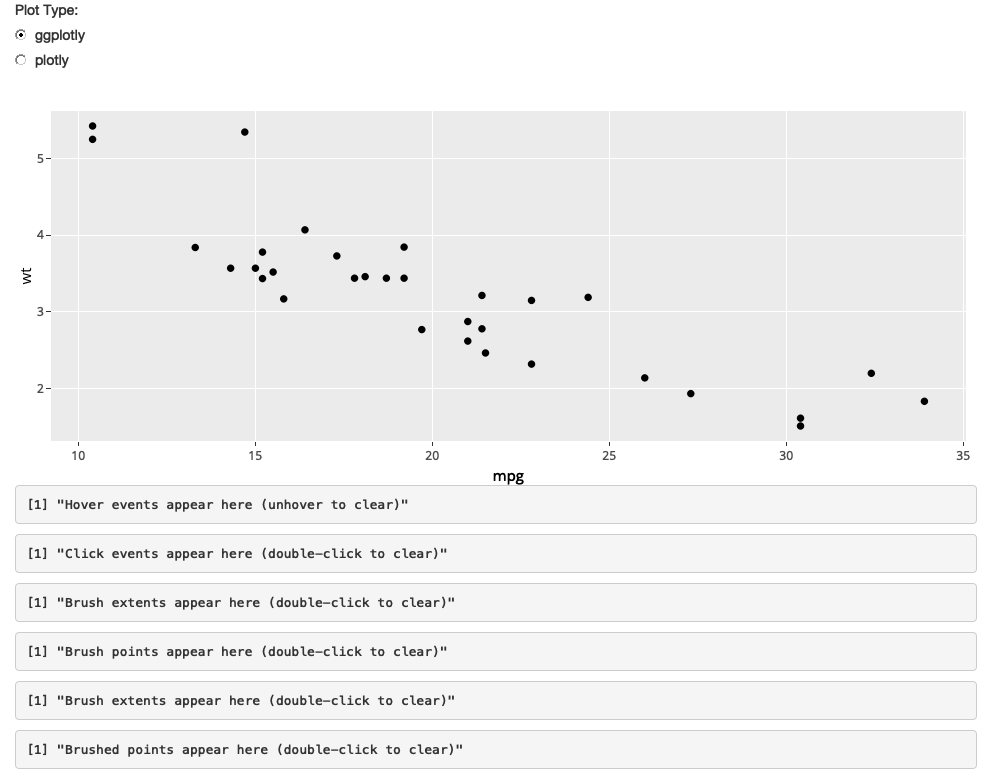 Plot Type:
ggplotly
plotly
5
4
3
2
wt
10 15 20 25 30 35
mpg
[1] "Hover events appear here (unhover to clear)"
[1] "Click events appear here (double-click to clear)"
[1] "Brush extents appear here (double-click to clear)"
[1] "Brush points appear here (double-click to clear)"
[1] "Brush extents appear here (double-click to clear)"
[1] "Brushed points appear here (double-click to clear)"